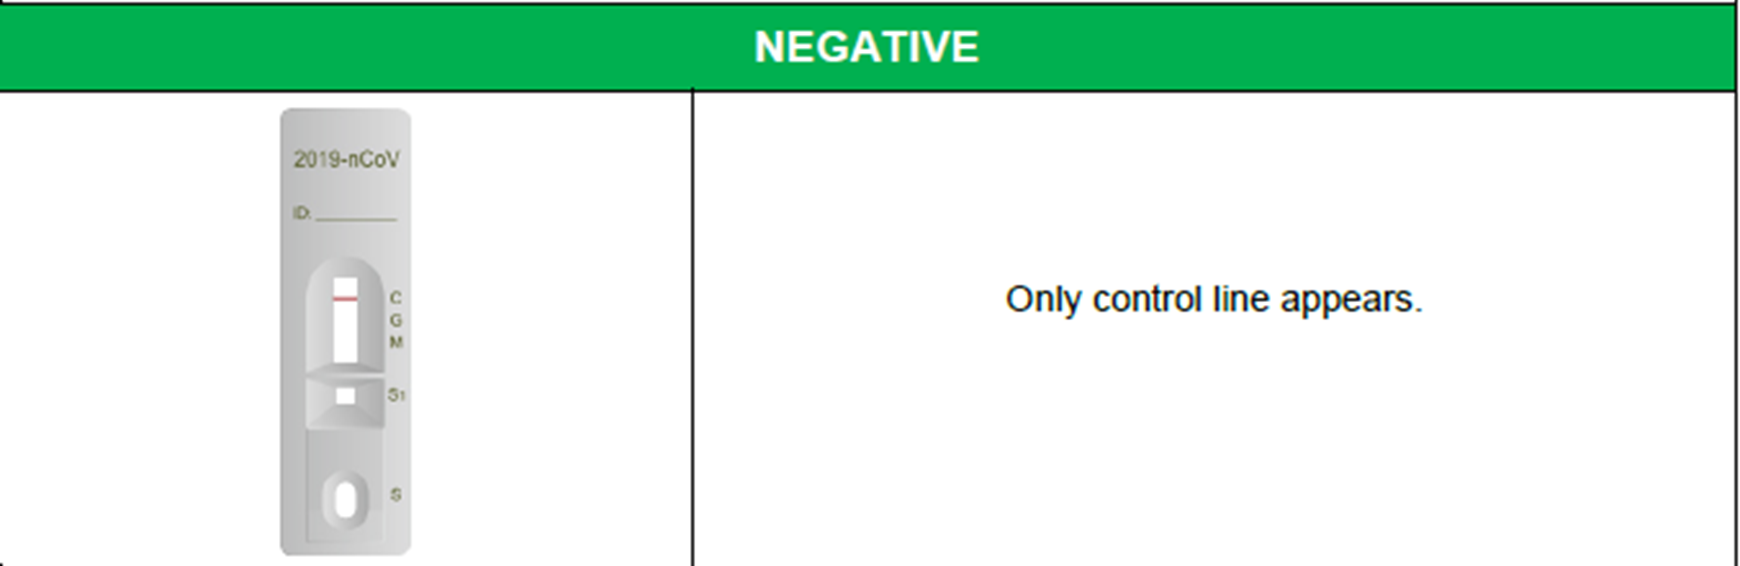 NEGATIVE
2019-nCoV
ID:
C
G
M
S1
S
Only control line appears.